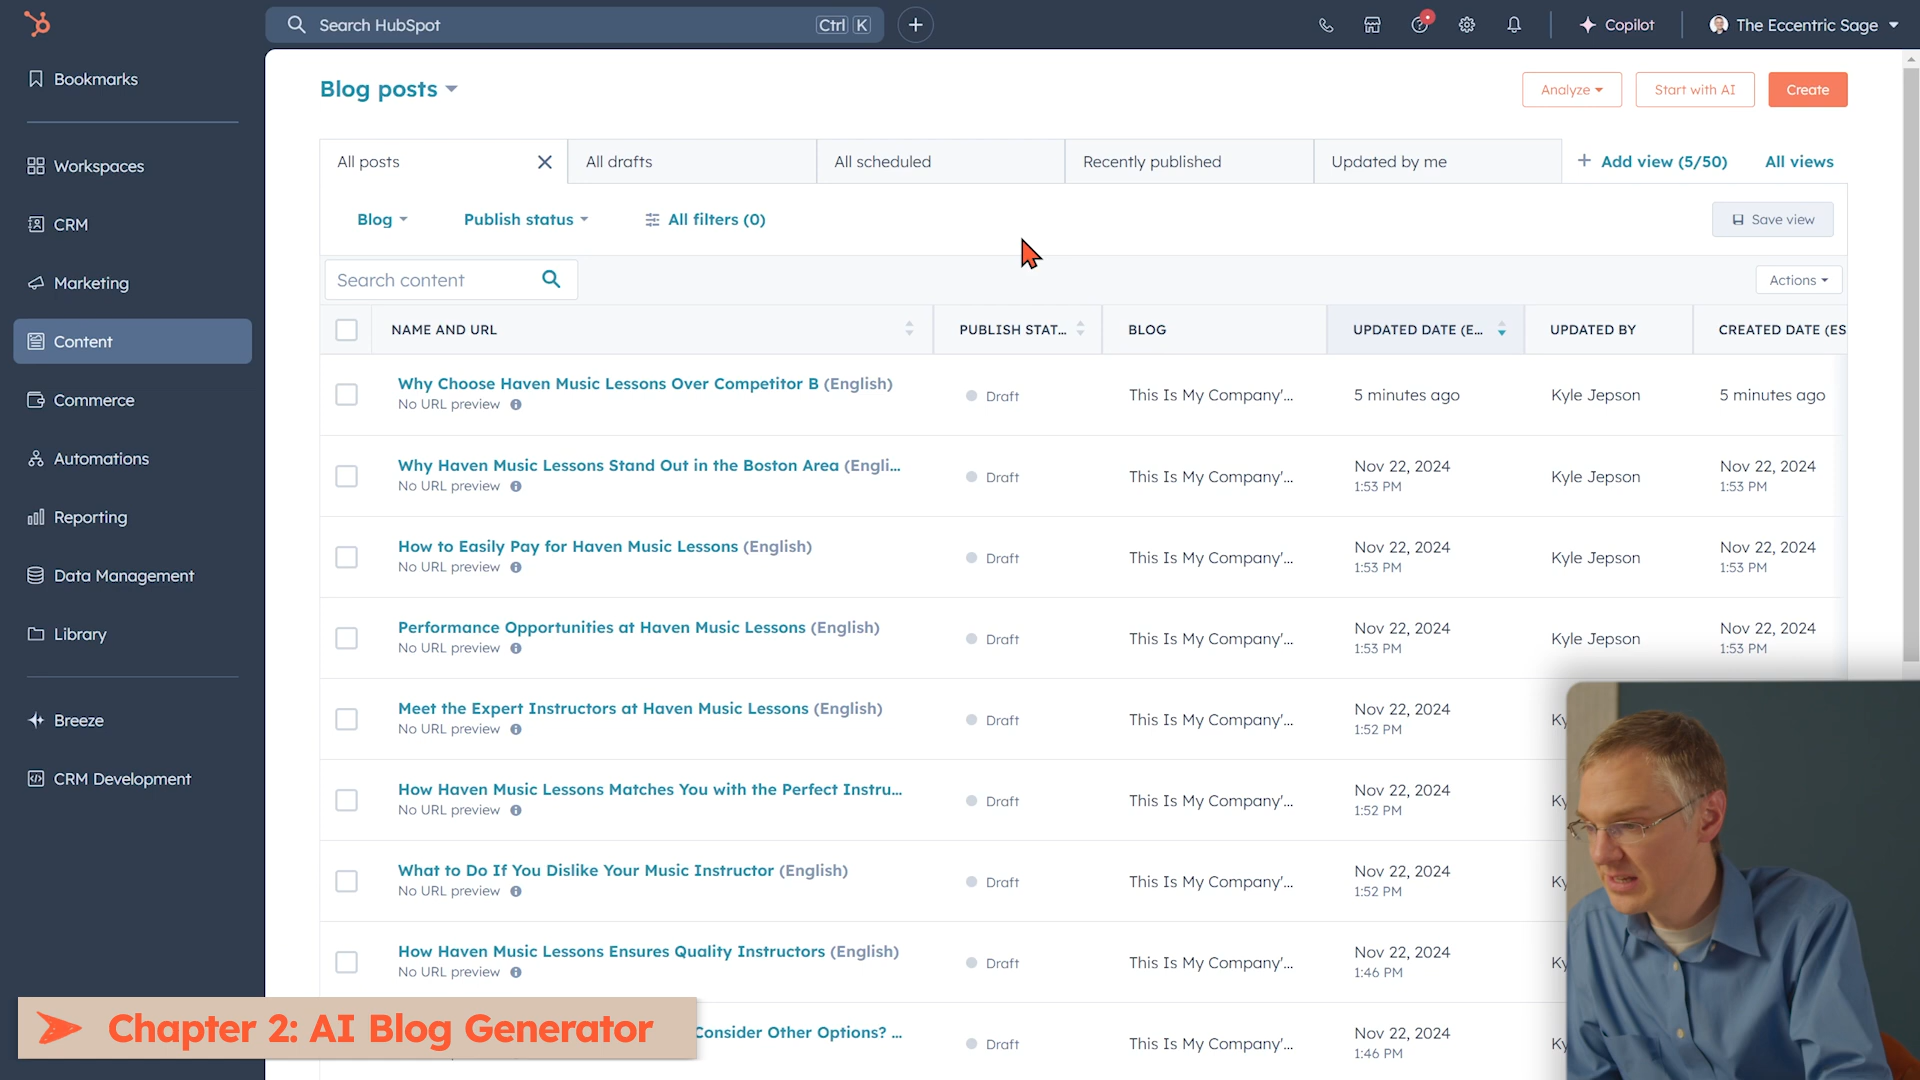 Search HubSpot
Ctrl K
Copilot
The Eccentric Sage
Bookmarks
Workspaces
CRM
Marketing
Content
Commerce
Automations
Reporting
Data Management
Library
Breeze
CRM Development
Blog posts
Analyze
Start with AI
Create
All posts
All drafts
All scheduled
Recently published
Updated by me
Add view (5/50)
All views
Blog
Publish status
All filters (0)
Save view
Search content
Actions
NAME AND URL
PUBLISH STAT...
BLOG
UPDATED DATE (E...
UPDATED BY
CREATED DATE (ES
Why Choose Haven Music Lessons Over Competitor B (English)
No URL preview
Draft
This Is My Company'...
5 minutes ago
Kyle Jepson
5 minutes ago
Why Haven Music Lessons Stand Out in the Boston Area (Engli...
No URL preview
Draft
This Is My Company'...
Nov 22, 2024
1:53 PM
Kyle Jepson
Nov 22, 2024
1:53 PM
How to Easily Pay for Haven Music Lessons (English)
No URL preview
Draft
This Is My Company'...
Nov 22, 2024
1:53 PM
Kyle Jepson
Nov 22, 2024
1:53 PM
Performance Opportunities at Haven Music Lessons (English)
No URL preview
Draft
This Is My Company'...
Nov 22, 2024
1:53 PM
Kyle Jepson
Nov 22, 2024
1:53 PM
Meet the Expert Instructors at Haven Music Lessons (English)
No URL preview
Draft
This Is My Company'...
Nov 22, 2024
1:52 PM
Ky
How Haven Music Lessons Matches You with the Perfect Instru...
No URL preview
Draft
This Is My Company'...
Nov 22, 2024
1:52 PM
Ky
What to Do If You Dislike Your Music Instructor (English)
No URL preview
Draft
This Is My Company'...
Nov 22, 2024
1:52 PM
Ky
How Haven Music Lessons Ensures Quality Instructors (English)
No URL preview
Draft
This Is My Company'...
Nov 22, 2024
1:46 PM
Ky
Consider Other Options? ...
Draft
This Is My Company'...
Nov 22, 2024
1:46 PM
Ky
Chapter 2: AI Blog Generator